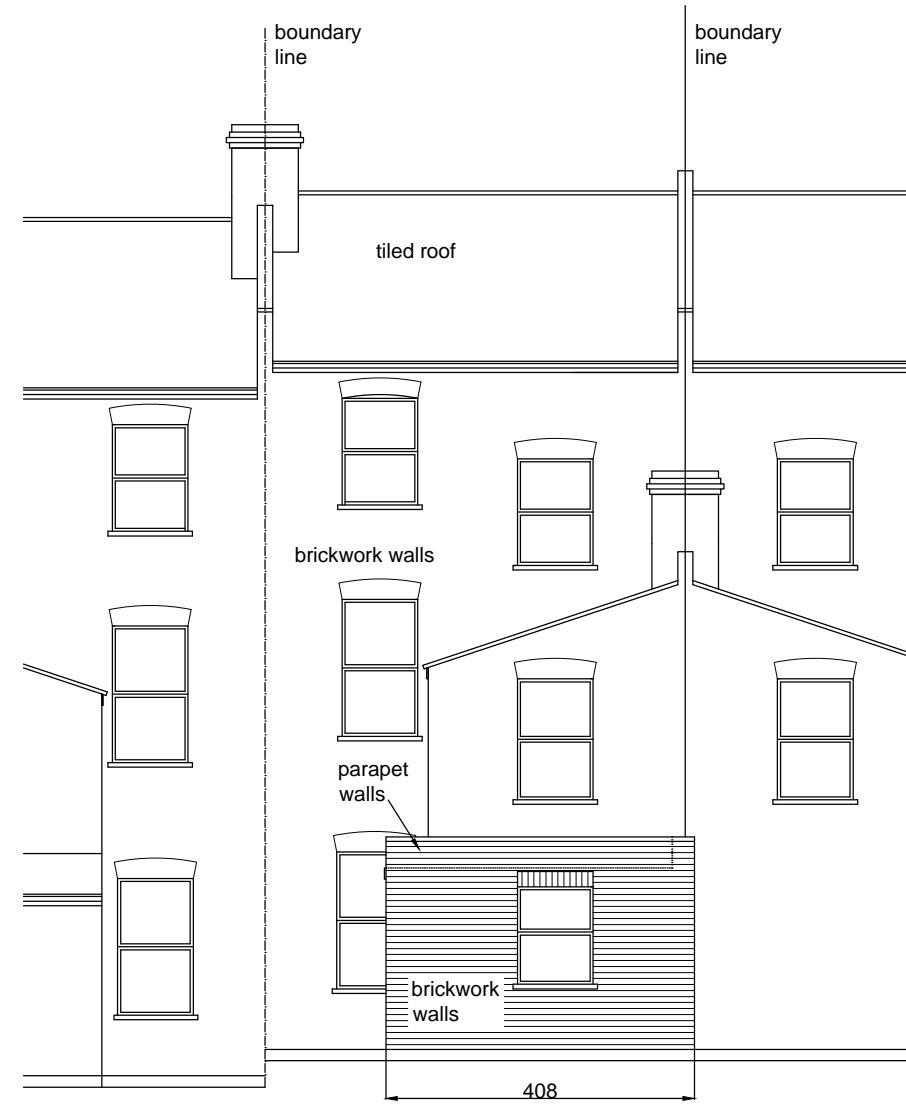 boundary
line
boundary
line
tiled roof
brickwork walls
parapet
walls
brickwork
walls
408